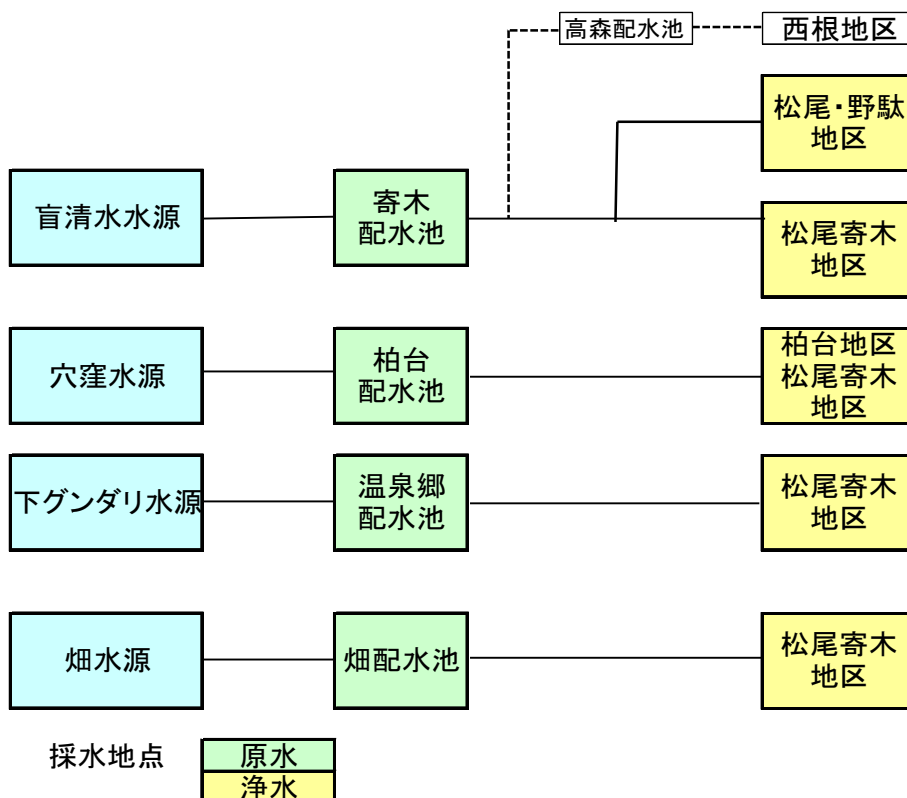 高森配水池
西根地区
松尾・野駄
地区
盲清水水源
寄木
配水池
松尾寄木
地区
穴窪水源
柏台
配水池
柏台地区
松尾寄木
地区
下グンダリ水源
温泉郷
配水池
松尾寄木
地区
畑水源
畑配水池
松尾寄木
地区
採水地点
原水
浄水